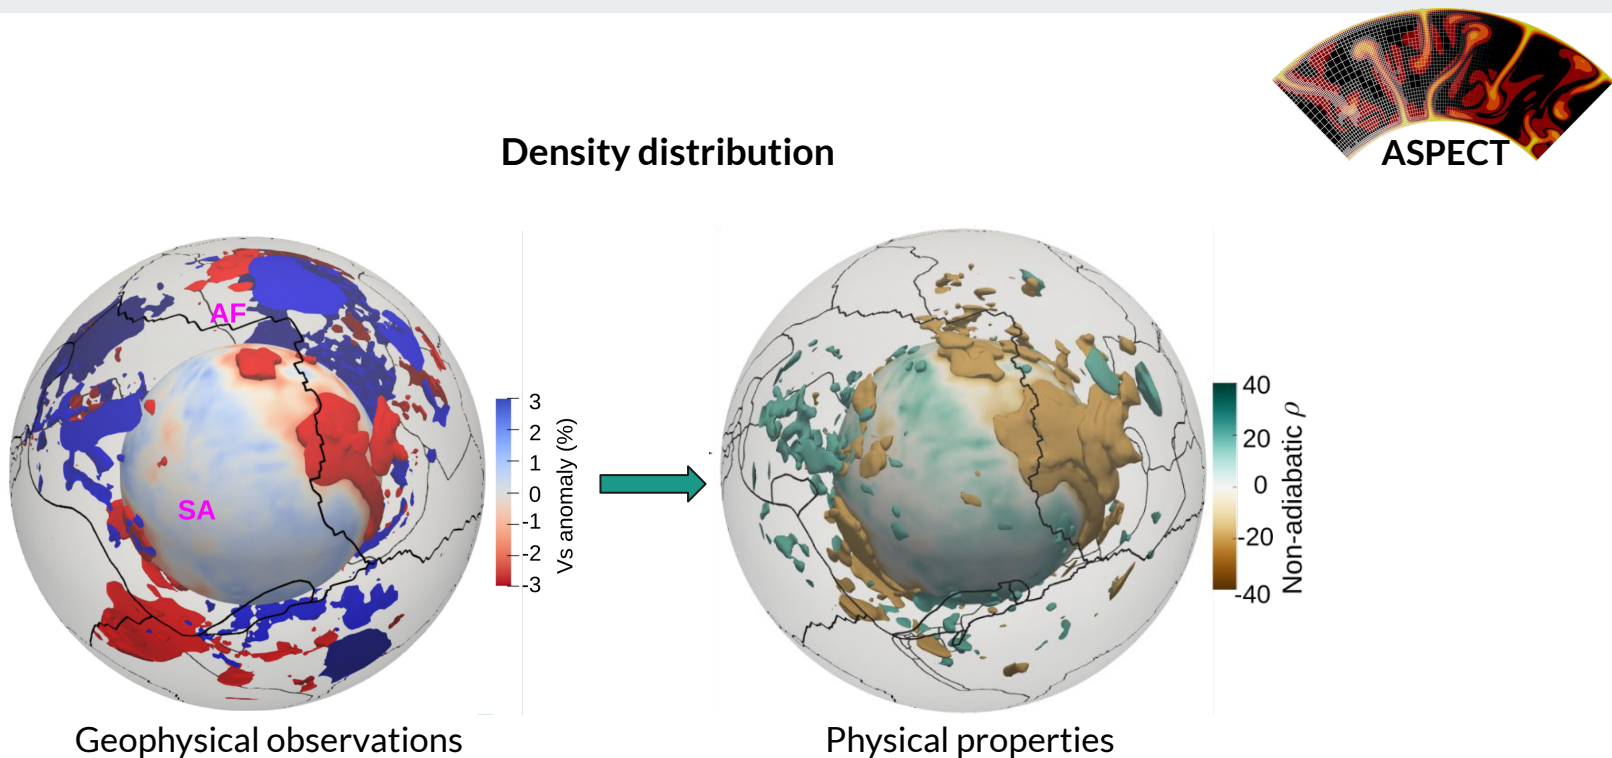 Density distribution
ASPECT
AF
SA
3
2
1
0
-1
-2
-3
Vs anomaly (%)
40
20
0
-20
-40
Non-adiabatic ρ
Geophysical observations
Physical properties